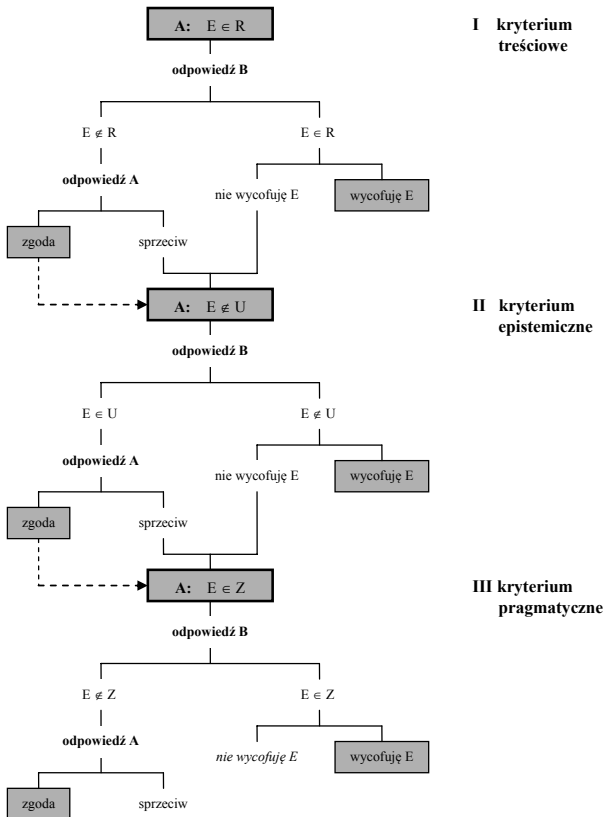 A: E ∈ R
I kryterium
treściowe
odpowiedź B
E ∉ R
E ∈ R
odpowiedź A
nie wycofuję E
wycofuję E
zgoda
sprzeciw
A: E ∉ U
II kryterium
epistemiczne
odpowiedź B
E ∈ U
E ∉ U
odpowiedź A
nie wycofuję E
wycofuję E
zgoda
sprzeciw
A: E ∈ Z
III kryterium
pragmatyczne
odpowiedź B
E ∉ Z
E ∈ Z
odpowiedź A
nie wycofuję E
wycofuję E
zgoda
sprzeciw